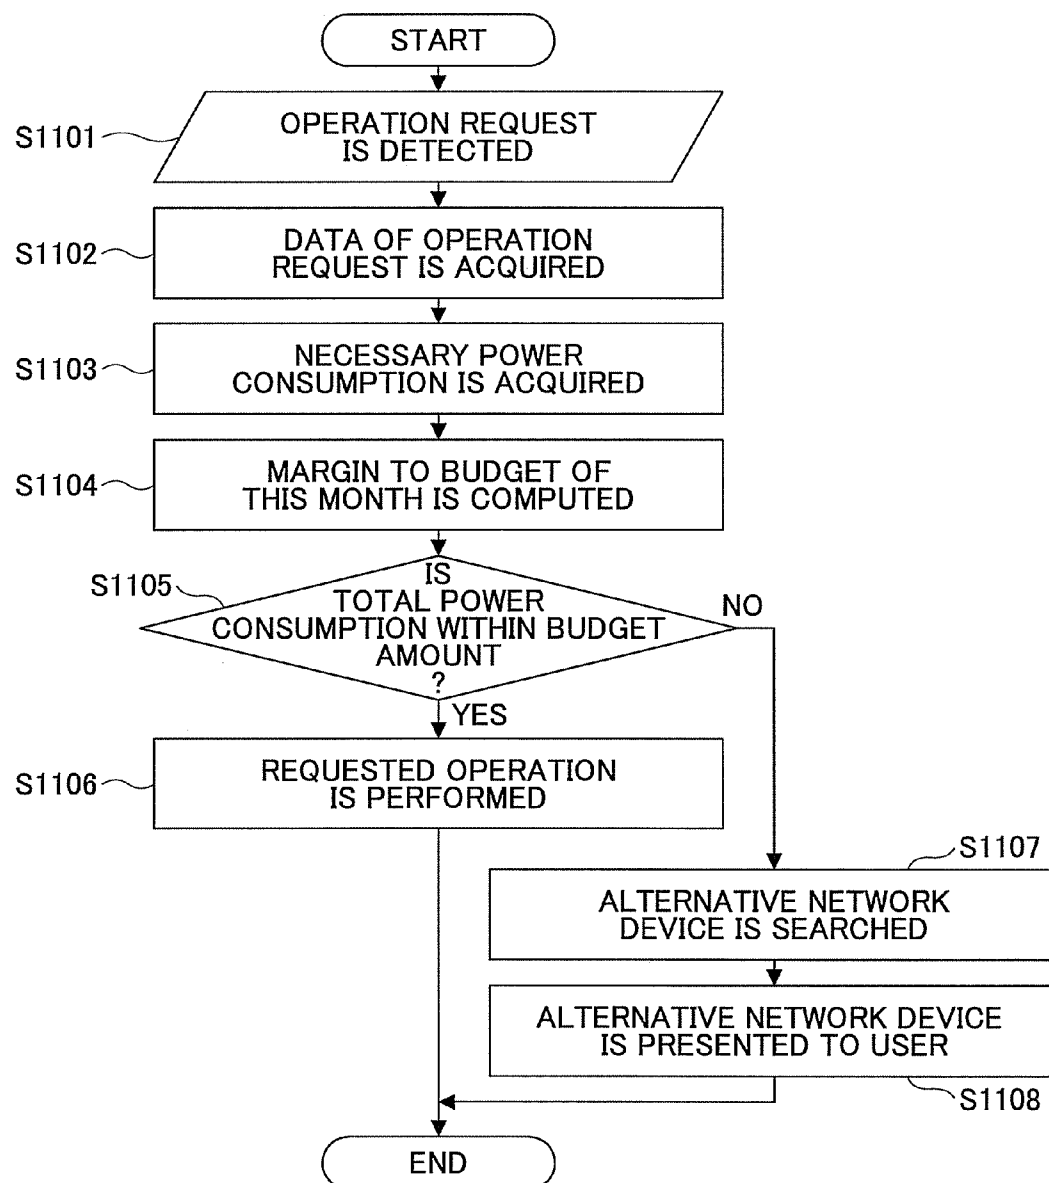 START
S1101
OPERATION REQUEST
IS DETECTED
S1102
DATA OF OPERATION
REQUEST IS ACQUIRED
S1103
NECESSARY POWER
CONSUMPTION IS ACQUIRED
S1104
MARGIN TO BUDGET OF
THIS MONTH IS COMPUTED
S1105
IS
TOTAL POWER
CONSUMPTION WITHIN BUDGET
AMOUNT
?
NO
YES
S1106
REQUESTED OPERATION
IS PERFORMED
S1107
ALTERNATIVE NETWORK
DEVICE IS SEARCHED
ALTERNATIVE NETWORK DEVICE
IS PRESENTED TO USER
S1108
END